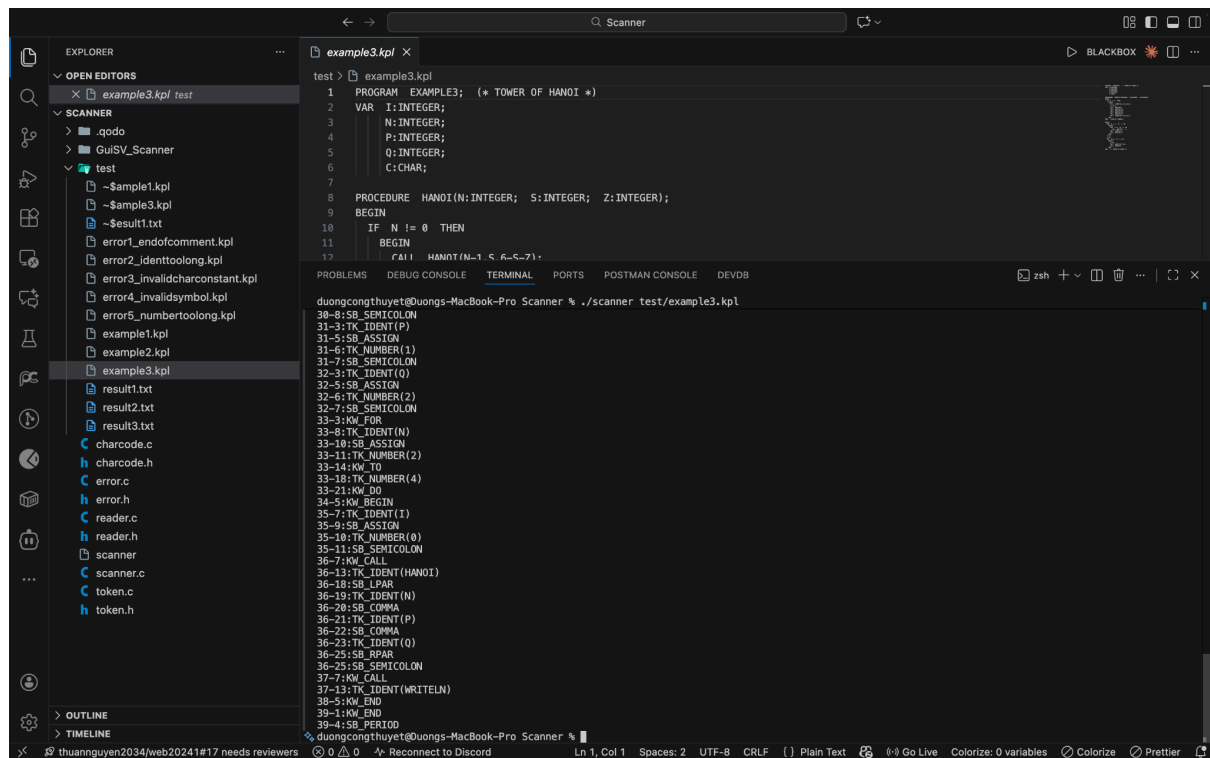 Scanner
EXPLORER
OPEN EDITORS
example3.kpl test
SCANNER
.qodo
GuiSV_Scanner
test
~$ample1.kpl
~$ample3.kpl
~$esult1.txt
error1_endofcomment.kpl
error2_identtoolong.kpl
error3_invalidcharconstant.kpl
error4_invalidsymbol.kpl
error5_numbertoolong.kpl
example1.kpl
example2.kpl
example3.kpl
result1.txt
result2.txt
result3.txt
C charcode.c
h charcode.h
C error.c
h error.h
C reader.c
h reader.h
scanner
C scanner.c
C token.c
h token.h
OUTLINE
TIMELINE
example3.kpl
BLACKBOX
test > example3.kpl
1 PROGRAM EXAMPLE3; (* TOWER OF HANOI *)
2 VAR I:INTEGER;
3 N:INTEGER;
4 P:INTEGER;
5 Q:INTEGER;
6 C:CHAR;
7
8 PROCEDURE HANOI(N:INTEGER; S:INTEGER; Z:INTEGER);
9 BEGIN
10 IF N != 0 THEN
11 BEGIN
12 CALL HANOI(N-1,S,6-S-Z);
PROBLEMS DEBUG CONSOLE TERMINAL PORTS POSTMAN CONSOLE DEVDB
zsh
duongcongthuyet@Duongs-MacBook-Pro Scanner % ./scanner test/example3.kpl
30-8:SB_SEMICOLON
31-3:TK_IDENT(P)
31-5:SB_ASSIGN
31-6:TK_NUMBER(1)
31-7:SB_SEMICOLON
32-3:TK_IDENT(Q)
32-5:SB_ASSIGN
32-6:TK_NUMBER(2)
32-7:SB_SEMICOLON
33-3:KW_FOR
33-8:TK_IDENT(N)
33-10:SB_ASSIGN
33-11:TK_NUMBER(2)
33-14:KW_TO
33-18:TK_NUMBER(4)
33-21:KW_DO
34-5:KW_BEGIN
35-7:TK_IDENT(I)
35-9:SB_ASSIGN
35-10:TK_NUMBER(0)
35-11:SB_SEMICOLON
36-7:KW_CALL
36-13:TK_IDENT(HANOI)
36-18:SB_LPAR
36-19:TK_IDENT(N)
36-20:SB_COMMA
36-21:TK_IDENT(P)
36-22:SB_COMMA
36-23:TK_IDENT(Q)
36-25:SB_RPAR
36-25:SB_SEMICOLON
37-7:KW_CALL
37-13:TK_IDENT(WRITELN)
38-5:KW_END
39-1:KW_END
39-4:SB_PERIOD
duongcongthuyet@Duongs-MacBook-Pro Scanner %
thuannguyen2034/web20241#17 needs reviewers 0 0 Reconnect to Discord Ln 1, Col 1 Spaces: 2 UTF-8 CRLF {} Plain Text Go Live Colorize: 0 variables Colorize Prettier